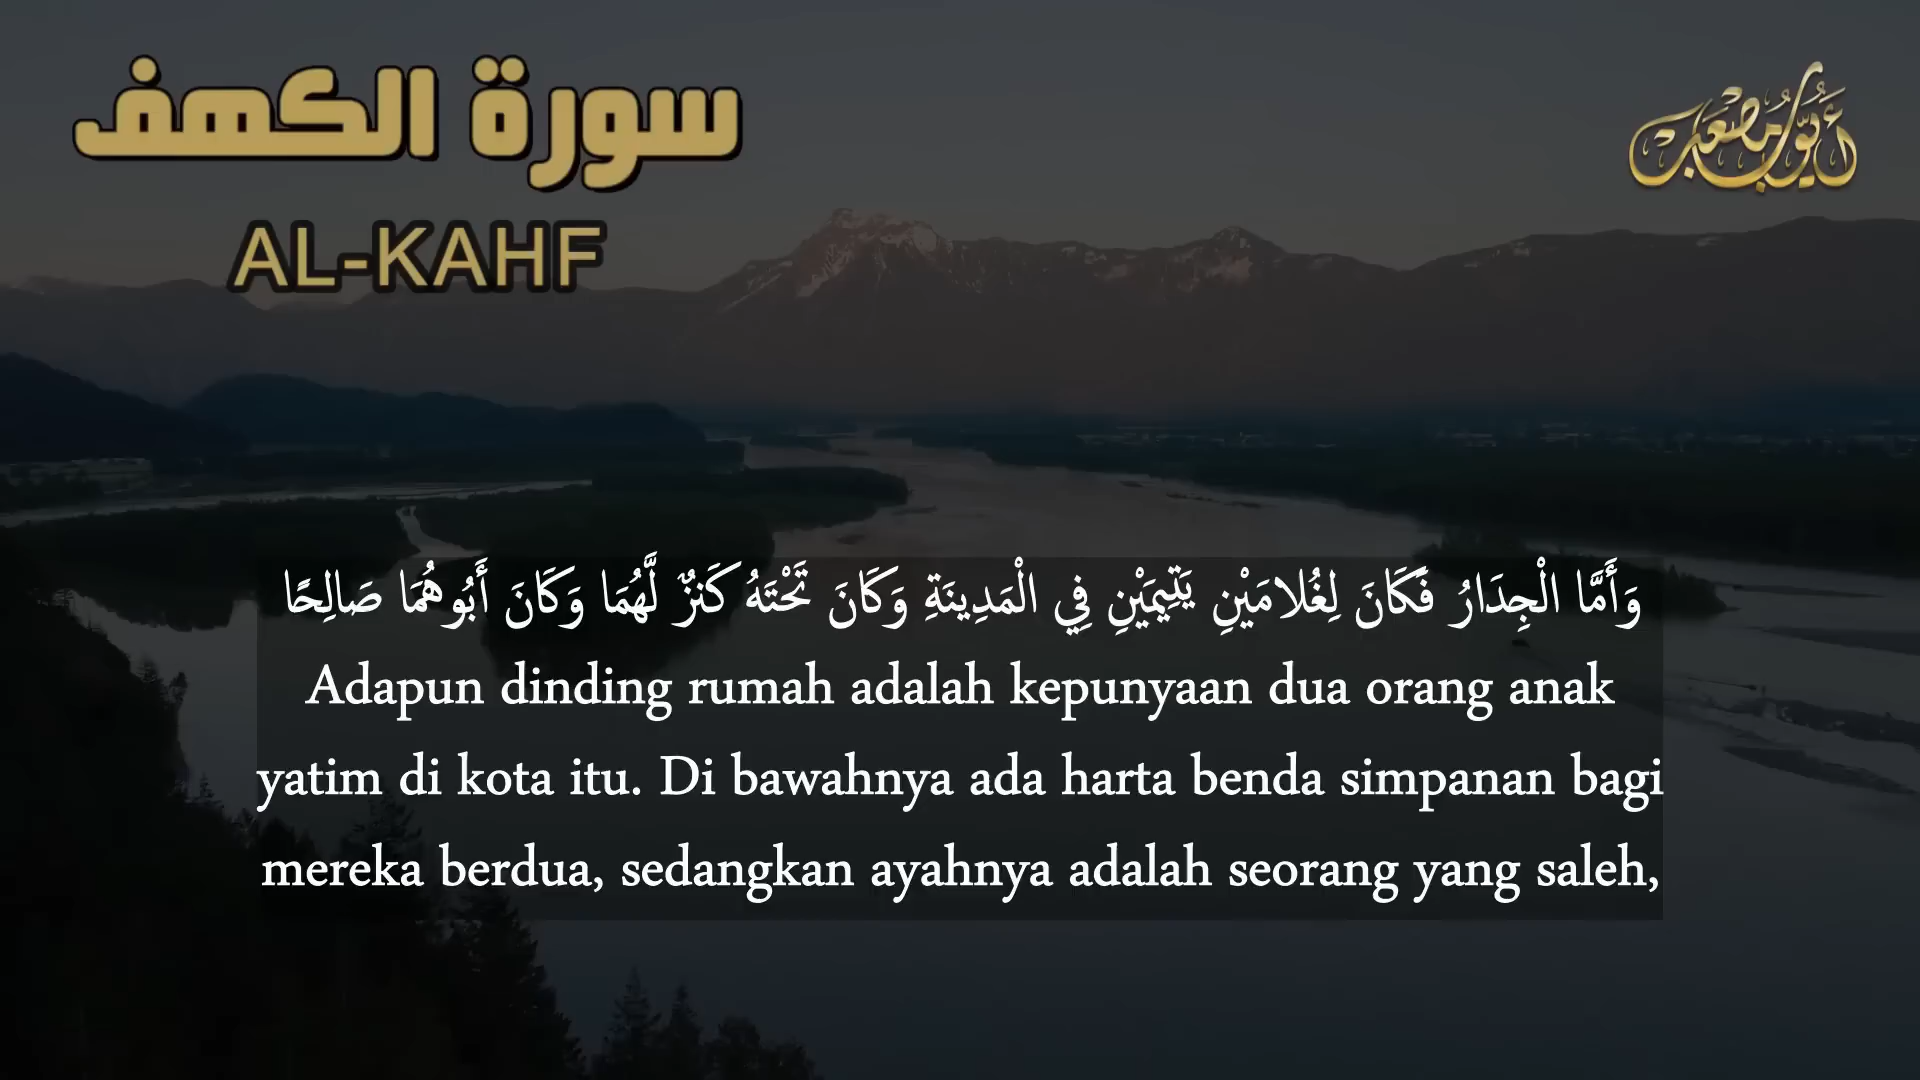 سورة الكهف
AL-KAHF
أيوب مصعب
وَأَمَّا الْجِدَارُ فَكَانَ لِغُلَامَيْنِ يَتِيمَيْنِ فِي الْمَدِينَةِ وَكَانَ تَحْتَهُ كَنزٌ لَّهُمَا وَكَانَ أَبُوهُمَا صَالِحًا
Adapun dinding rumah adalah kepunyaan dua orang anak
yatim di kota itu. Di bawahnya ada harta benda simpanan bagi
mereka berdua, sedangkan ayahnya adalah seorang yang saleh,